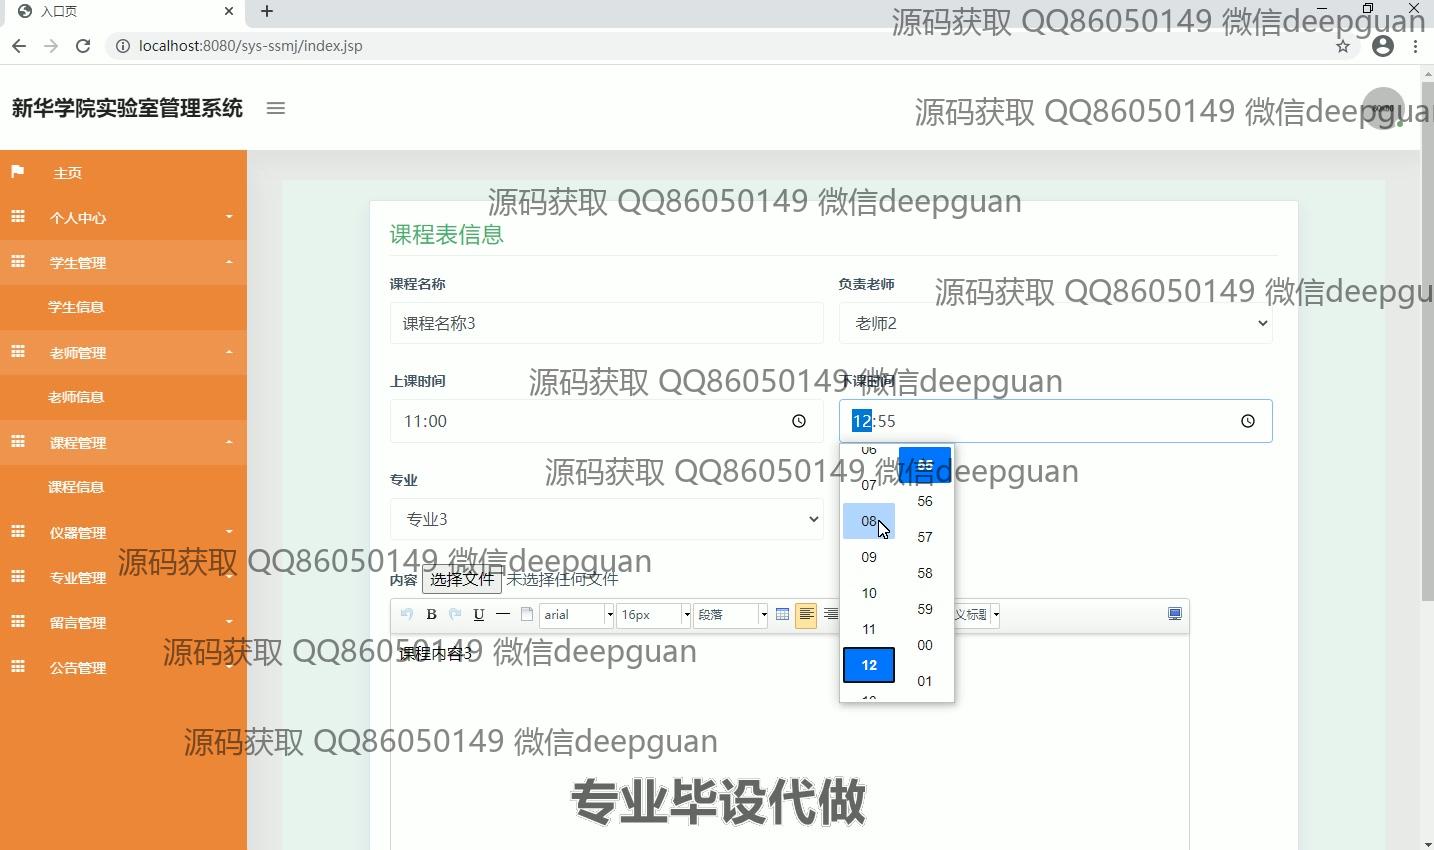 入口页
源码获取 QQ86050149 微信deepguan
localhost:8080/sys-ssmj/index.jsp
新华学院实验室管理系统
源码获取 QQ86050149 微信deepgua
主页
源码获取 QQ86050149 微信deepguan
个人中心
课程表信息
学生管理
课程名称
负责老师
源码获取 QQ86050149 微信deepgu
学生信息
课程名称3
老师2
老师管理
上课时间
下课时间
源码获取 QQ86050149 微信deepguan
老师信息
11:00
12:55
课程管理
06
55
源码获取 QQ86050149 微信deepguan
专业
07
56
课程信息
专业3
08
57
仪器管理
09
源码获取 QQ86050149 微信deepguan
58
专业管理
内容
选择文件
未选择任何文件
10
59
B
U
arial
16px
段落
义标题
留言管理
11
00
源码获取 QQ86050149 微信deepguan
课程内容3
公告管理
12
01
源码获取 QQ86050149 微信deepguan
专业毕设代做